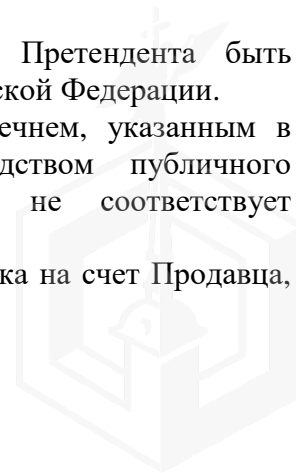 Претендента быть
ской Федерации.
ечнем, указанным в
дством публичного
не соответствует
ка на счет Продавца,